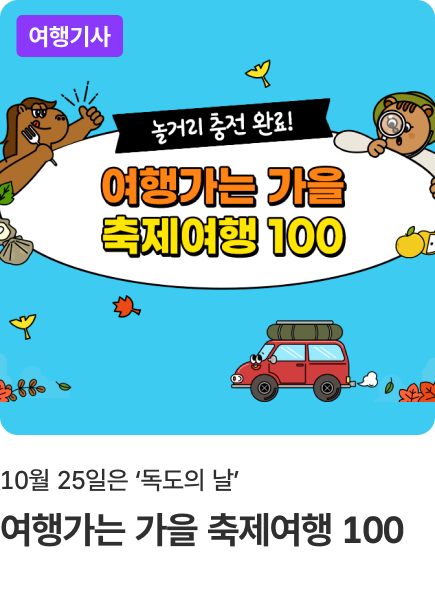 여행기사
놀거리 충전 완료!
여행가는 가을
축제여행 100
10월 25일은 ‘독도의 날’
여행가는 가을 축제여행 100